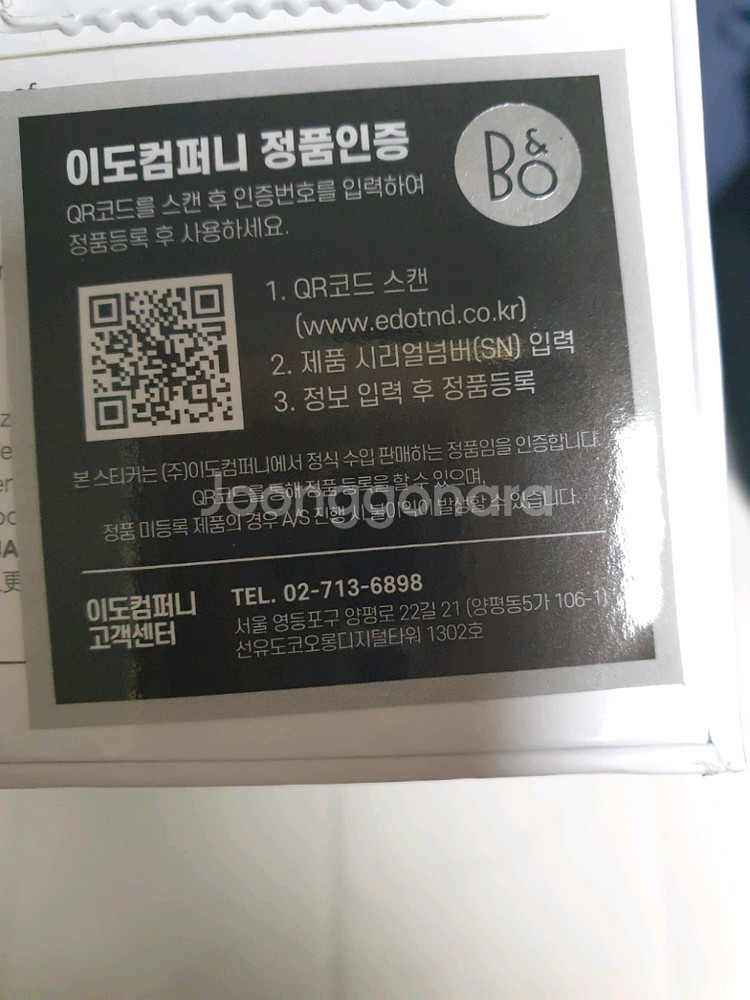 이도컴퍼니 정품인증
B&O
QR코드를 스캔 후 인증번호를 입력하여
정품등록 후 사용하세요.
1. QR코드 스캔
(www.edotnd.co.kr)
2. 제품 시리얼넘버(SN) 입력
3. 정보 입력 후 정품등록
본 스티커는 (주)이도컴퍼니에서 정식 수입 판매하는 정품임을 인증합니다.
QR코드를 통해 정품 등록을 할 수 있으며,
정품 미등록 제품의 경우 A/S 진행 시 불이익이 발생할 수 있습니다.
Joonggonara
이도컴퍼니
고객센터
TEL. 02-713-6898
서울 영등포구 양평로 22길 21 (양평동5가 106-1)
선유도코오롱디지털타워 1302호